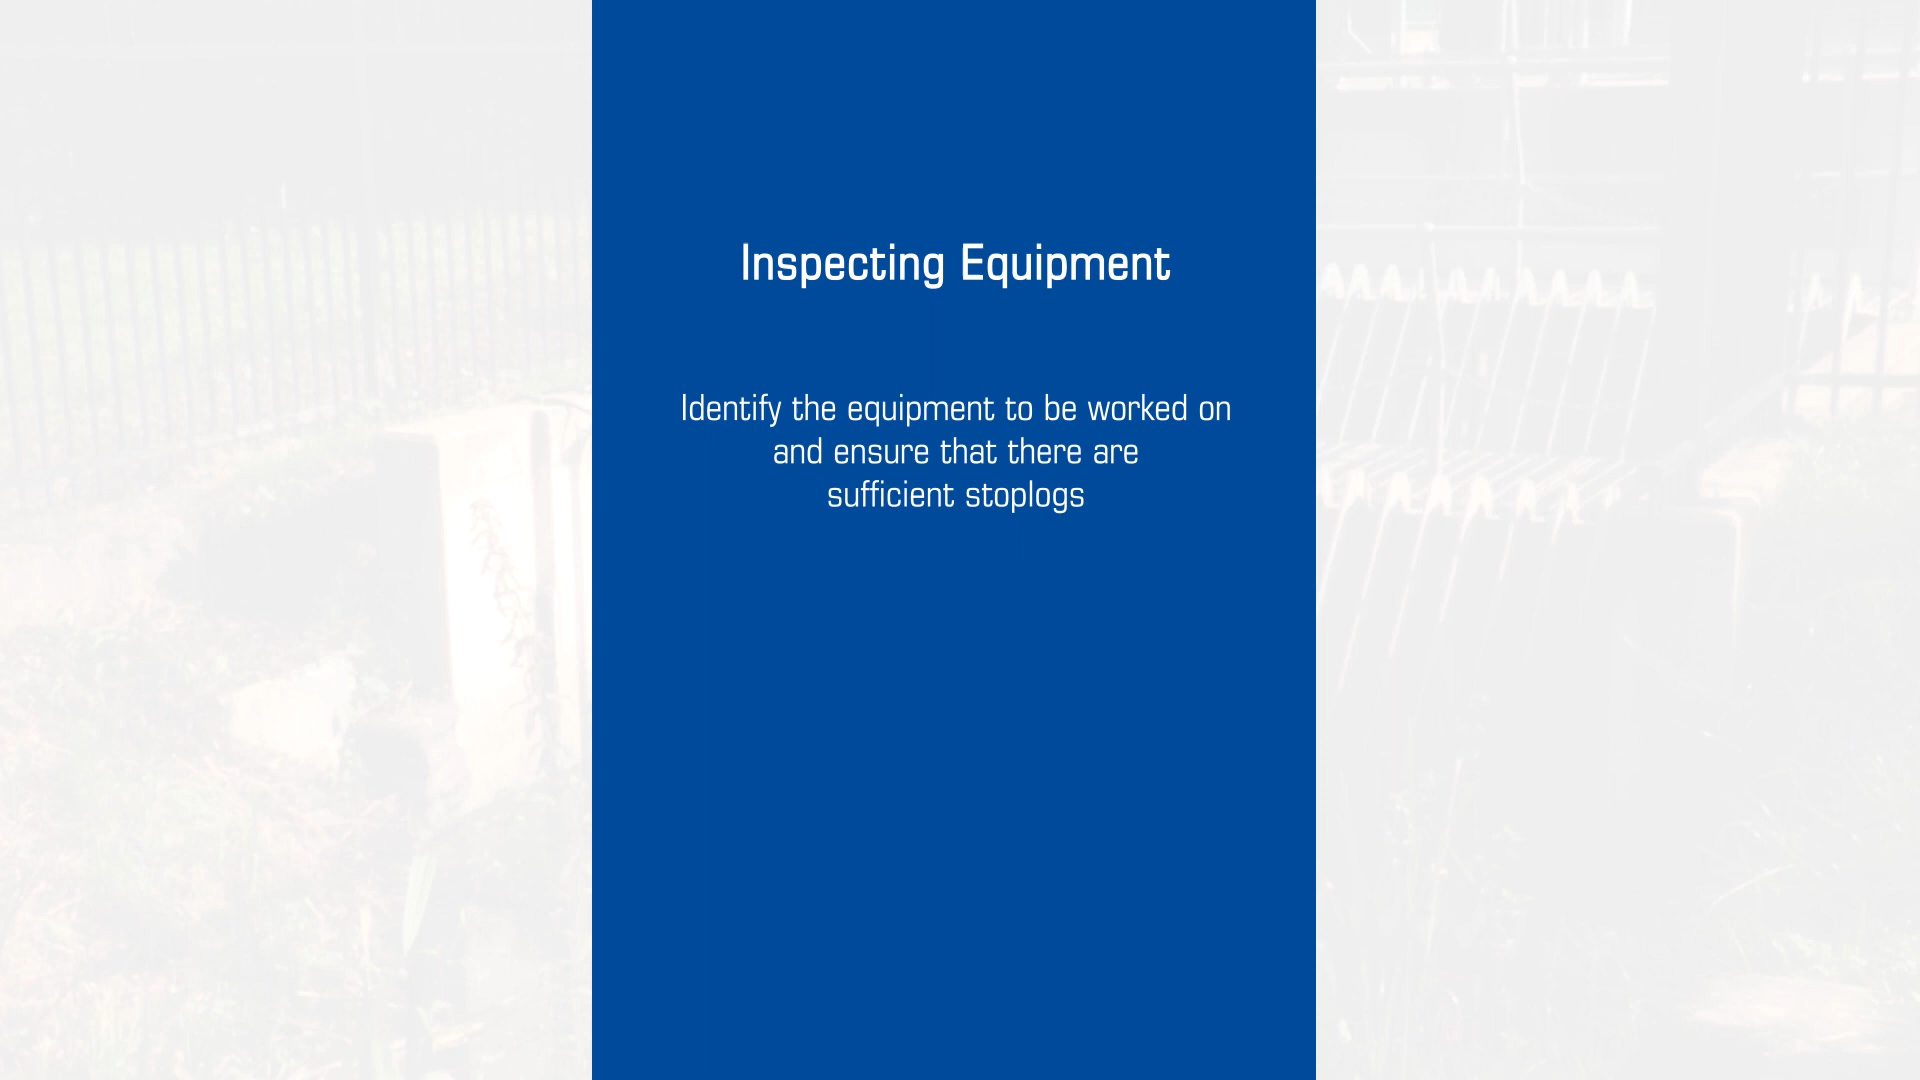 Inspecting Equipment
Identify the equipment to be worked on
and ensure that there are
sufficient stoplogs